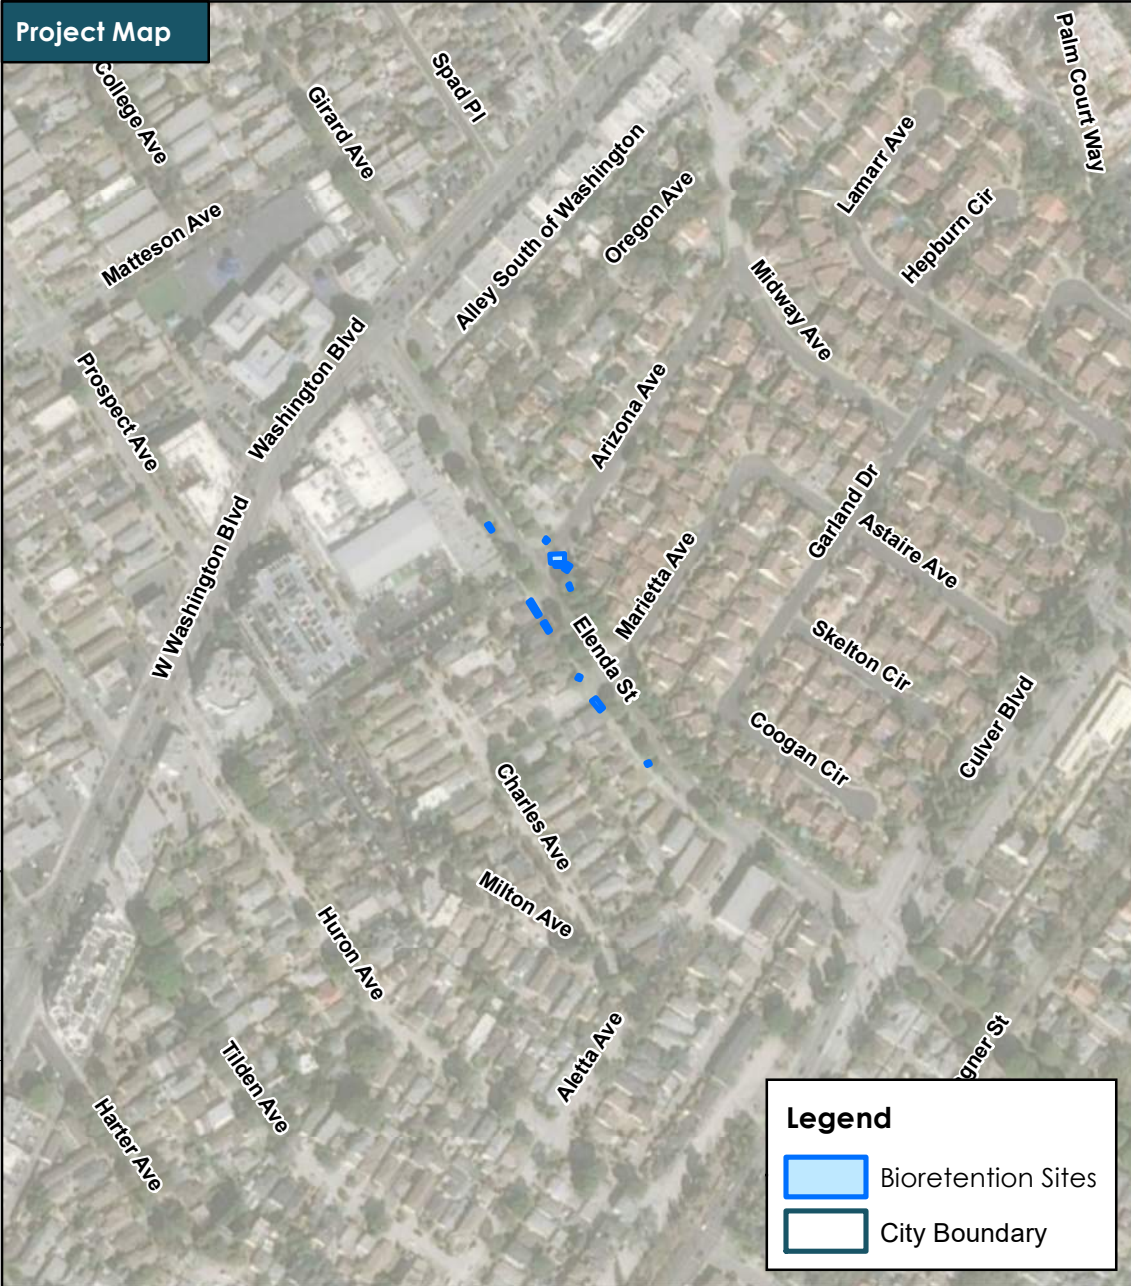 Project Map
College Ave
Girard Ave
Spad Pl
Palm Court Way
Alley South of Washington
Oregon Ave
Lamarr Ave
Hepburn Cir
Matteson Ave
Midway Ave
Washington Blvd
Prospect Ave
Arizona Ave
Garland Dr
Astaire Ave
W Washington Blvd
Marietta Ave
Elenda St
Skelton Cir
Culver Blvd
Coogan Cir
Charles Ave
Milton Ave
Huron Ave
Aletta Ave
Tilden Ave
Harter Ave
gner St
Legend
Bioretention Sites
City Boundary